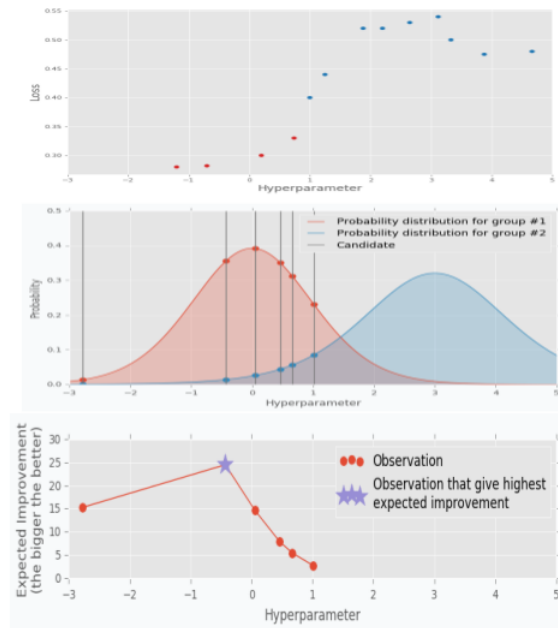 0.55
0.50
0.45
0.40
0.35
0.30
Loss
−3 −2 −1 0 1 2 3 4 5
Hyperparameter
0.5
0.4
0.3
0.2
0.1
0.0
Probability
Probability distribution for group #1
Probability distribution for group #2
Candidate
−3 −2 −1 0 1 2 3 4 5
Hyperparameter
Expected Improvement
(the bigger the better)
30
25
20
15
10
5
0
Observation
Observation that give highest
expected improvement
−3 −2 −1 0 1 2 3 4 5
Hyperparameter